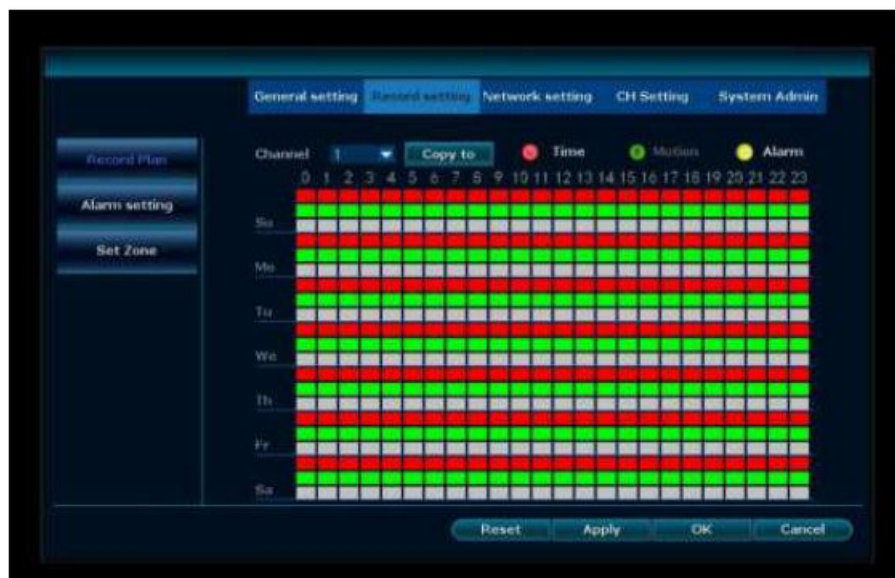 General setting Record setting Network setting CH Setting System Admin
Record Plan
Alarm setting
Set Zone
Channel 1 Copy to Time Motion Alarm
0 1 2 3 4 5 6 7 8 9 10 11 12 13 14 15 16 17 18 19 20 21 22 23
Su
Mo
Tu
We
Th
Fr
Sa
Reset Apply OK Cancel